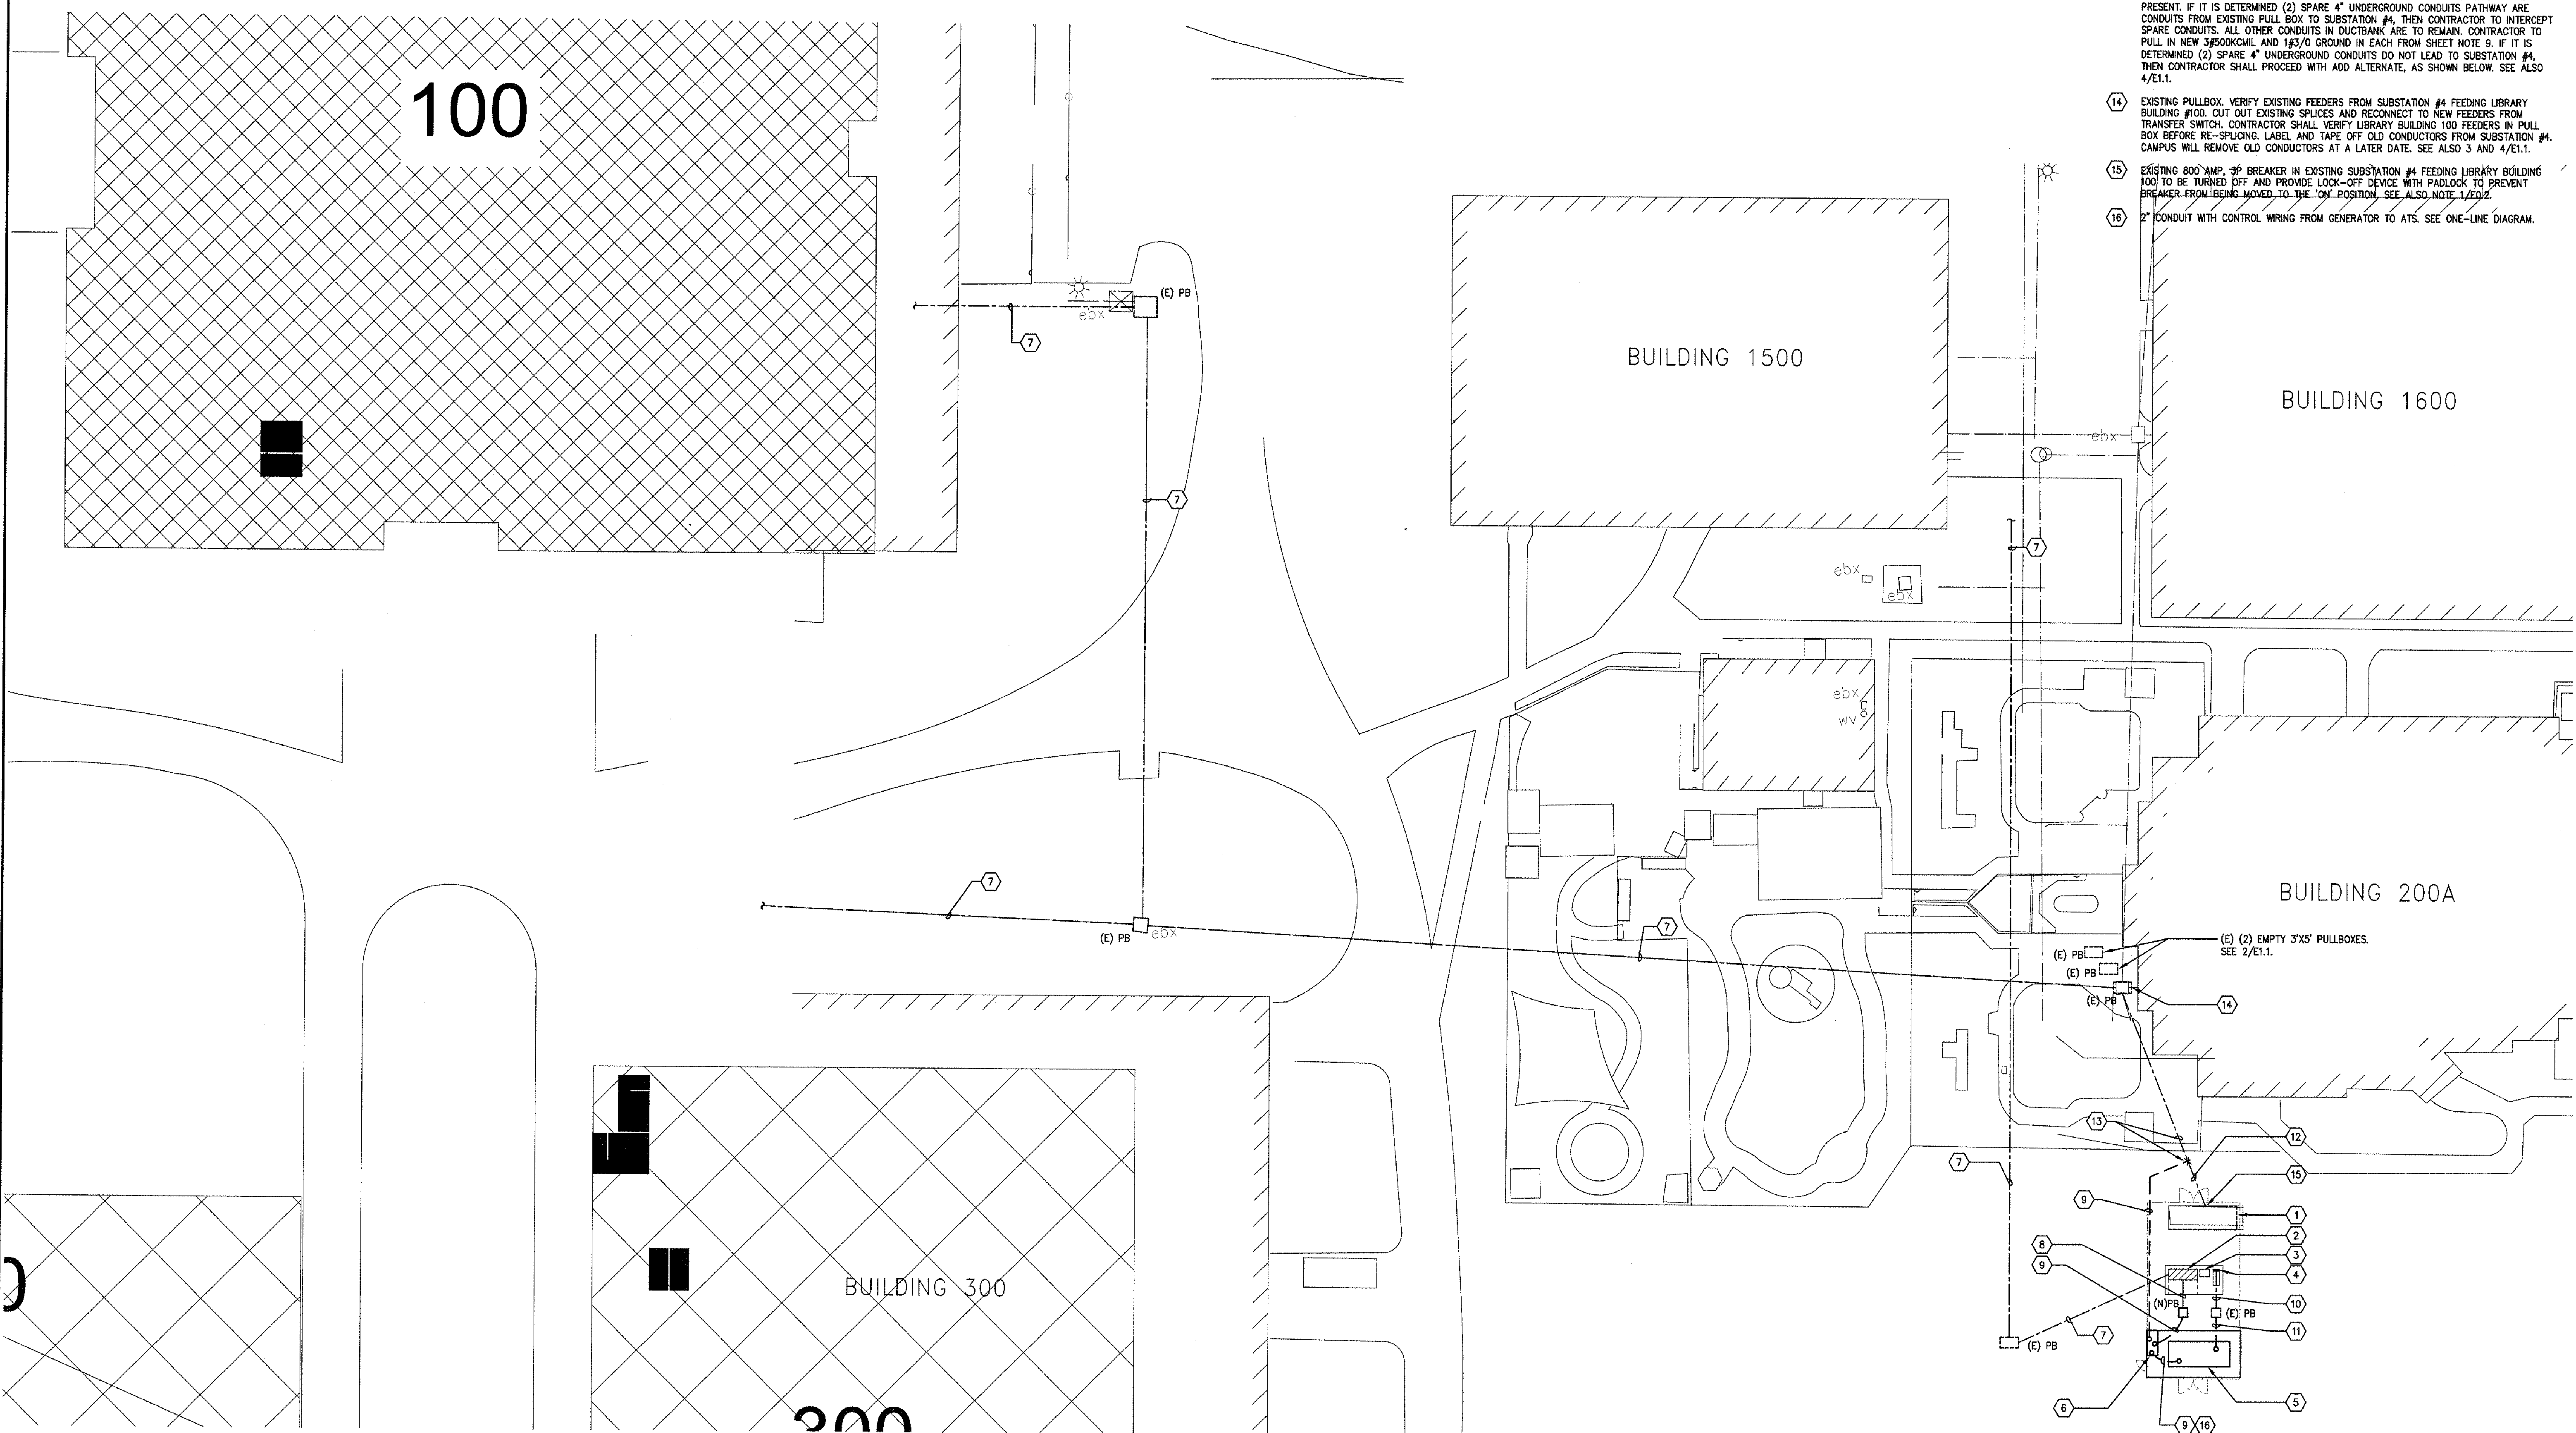 PRESENT. IF IT IS DETERMINED (2) SPARE 4" UNDERGROUND CONDUITS PATHWAY ARE
CONDUITS FROM EXISTING PULL BOX TO SUBSTATION #4, THEN CONTRACTOR TO INTERCEPT
SPARE CONDUITS. ALL OTHER CONDUITS IN DUCTBANK ARE TO REMAIN. CONTRACTOR TO
PULL IN NEW 3#500KCMIL AND 1#3/0 GROUND IN EACH FROM SHEET NOTE 9. IF IT IS
DETERMINED (2) SPARE 4" UNDERGROUND CONDUITS DO NOT LEAD TO SUBSTATION #4,
THEN CONTRACTOR SHALL PROCEED WITH ADD ALTERNATE, AS SHOWN BELOW. SEE ALSO
4/E1.1.
14 EXISTING PULLBOX. VERIFY EXISTING FEEDERS FROM SUBSTATION #4 FEEDING LIBRARY
BUILDING #100. CUT OUT EXISTING SPLICES AND RECONNECT TO NEW FEEDERS FROM
TRANSFER SWITCH. CONTRACTOR SHALL VERIFY LIBRARY BUILDING 100 FEEDERS IN PULL
BOX BEFORE RE-SPLICING. LABEL AND TAPE OFF OLD CONDUCTORS FROM SUBSTATION #4.
CAMPUS WILL REMOVE OLD CONDUCTORS AT A LATER DATE. SEE ALSO 3 AND 4/E1.1.
15 EXISTING 800 AMP, 3P BREAKER IN EXISTING SUBSTATION #4 FEEDING LIBRARY BUILDING
100 TO BE TURNED OFF AND PROVIDE LOCK-OFF DEVICE WITH PADLOCK TO PREVENT
BREAKER FROM BEING MOVED TO THE 'ON' POSITION. SEE ALSO NOTE 1/E0.2.
16 2" CONDUIT WITH CONTROL WIRING FROM GENERATOR TO ATS. SEE ONE-LINE DIAGRAM.
100
(E) PB
ebx
7
BUILDING 1500
BUILDING 1600
ebx
7
7
ebx
ebx
ebx
WV
7
(E) PB
ebx
7
BUILDING 200A
(E) (2) EMPTY 3'X5' PULLBOXES.
SEE 2/E1.1.
(E) PB
(E) PB
(E) PB
14
13
12
7
15
9
1
8
2
9
3
4
(N)PB
10
(E) PB
11
7
(E) PB
5
6
9
16
BUILDING 300
300